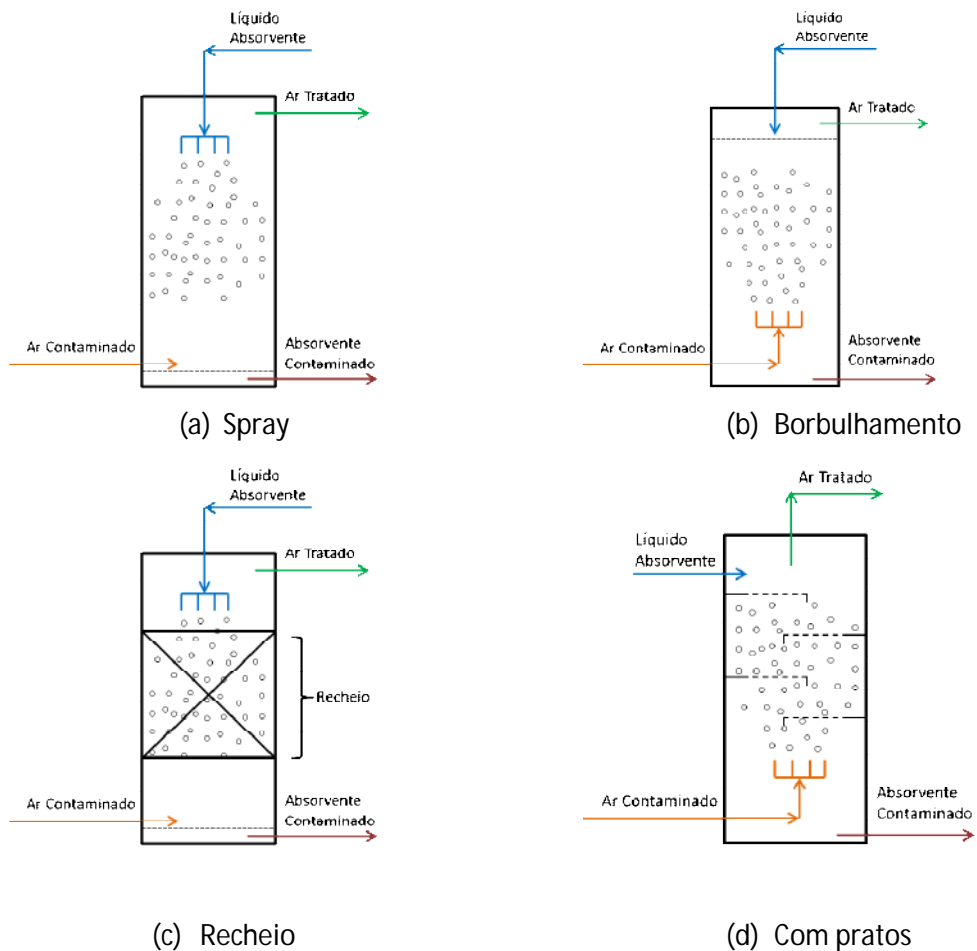 Líquido
Absorvente
Ar Tratado
Ar Contaminado
Absorvente
Contaminado
(a) Spray
Líquido
Absorvente
Ar Tratado
Ar Contaminado
Absorvente
Contaminado
(b) Borbulhamento
Líquido
Absorvente
Ar Tratado
Recheio
Ar Contaminado
Absorvente
Contaminado
(c) Recheio
Ar Tratado
Líquido
Absorvente
Ar Contaminado
Absorvente
Contaminado
(d) Com pratos